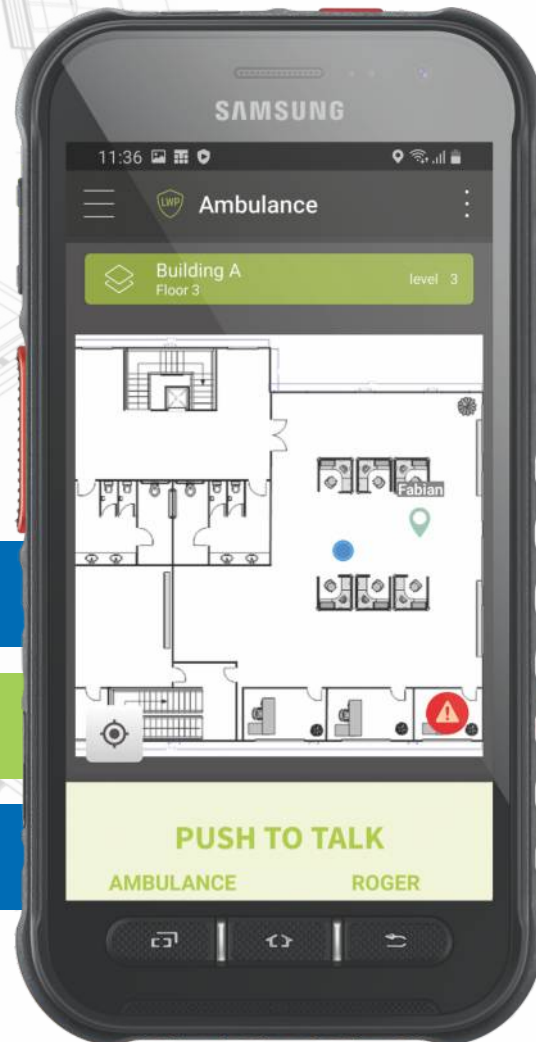 SAMSUNG
11:36
LWP Ambulance
Building A
Floor 3
level 3
Fabian
PUSH TO TALK
AMBULANCE ROGER